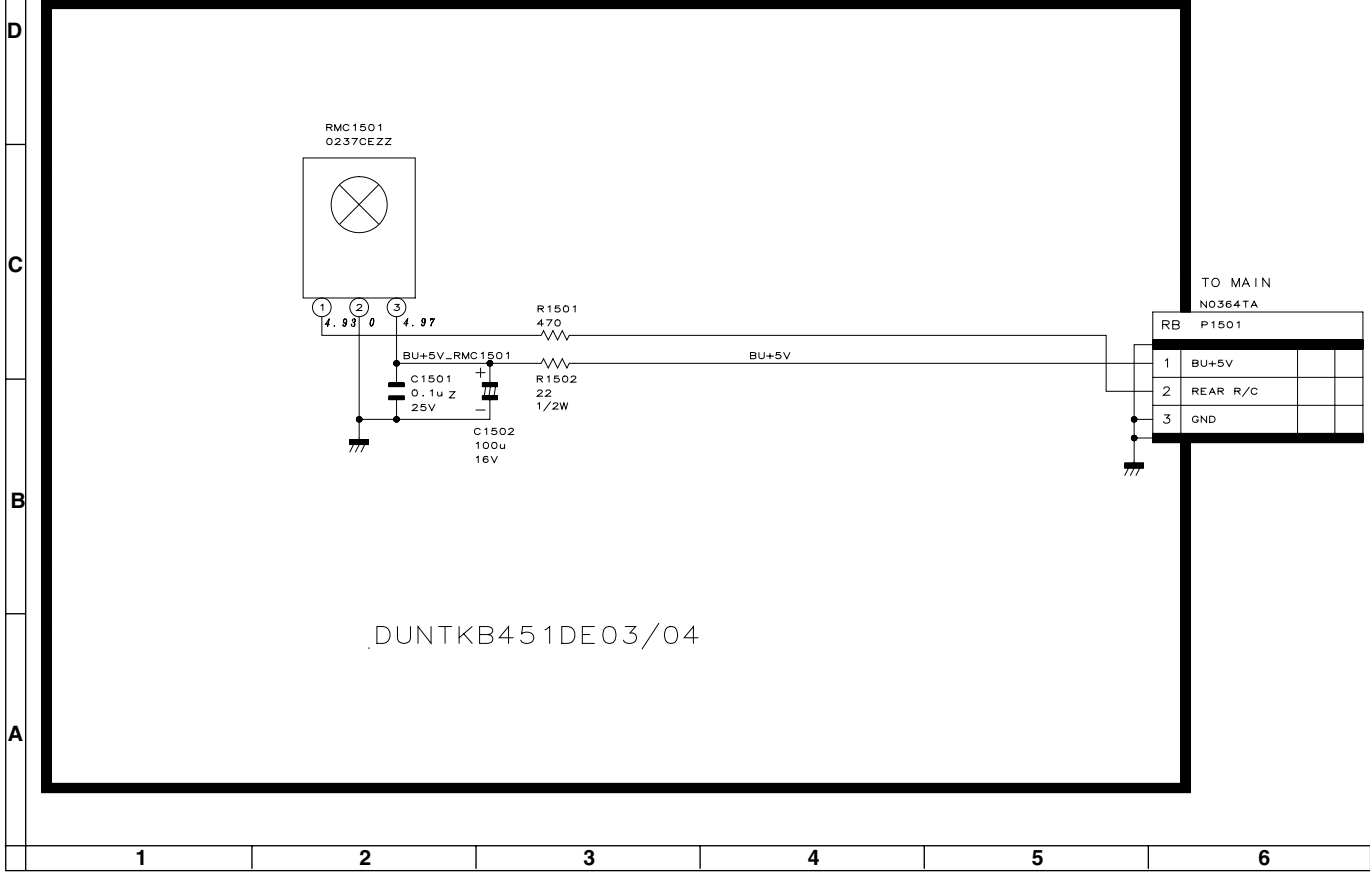 D
RMC1501
0237CEZZ
C
1 2 3
4.93 0 4.97
R1501
470
BU+5V_RMC1501
BU+5V
+
C1501
0.1u Z
25V
R1502
22
1/2W
−
C1502
100u
16V
TO MAIN
N0364TA
RB P1501
1 BU+5V
2 REAR R/C
3 GND
B
DUNTKB451DE03/04
A
1 2 3 4 5 6